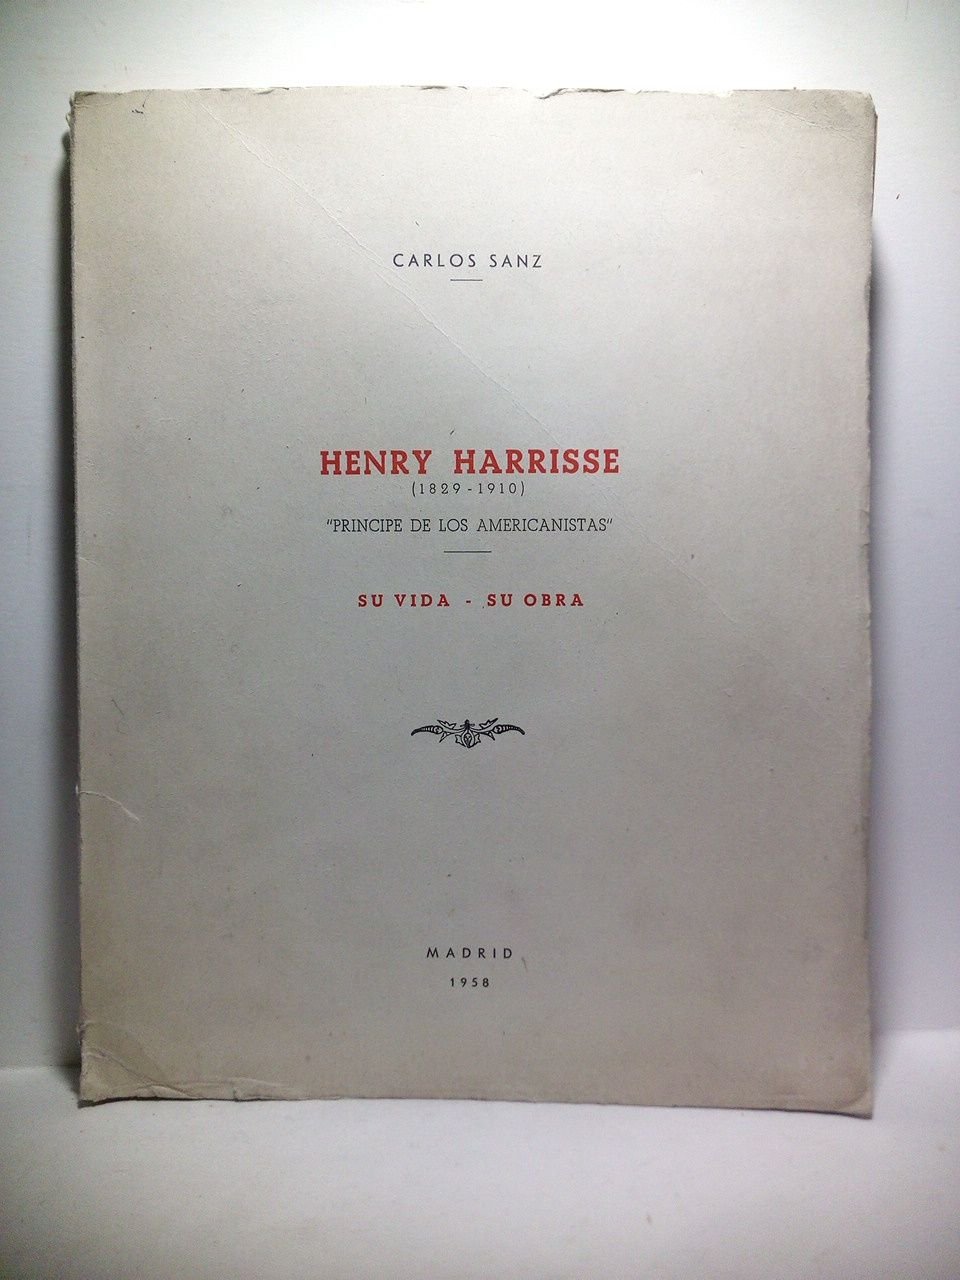 CARLOS SANZ
HENRY HARRISSE
(1829-1910)
"PRINCIPE DE LOS AMERICANISTAS"
SU VIDA - SU OBRA
MADRID
1958